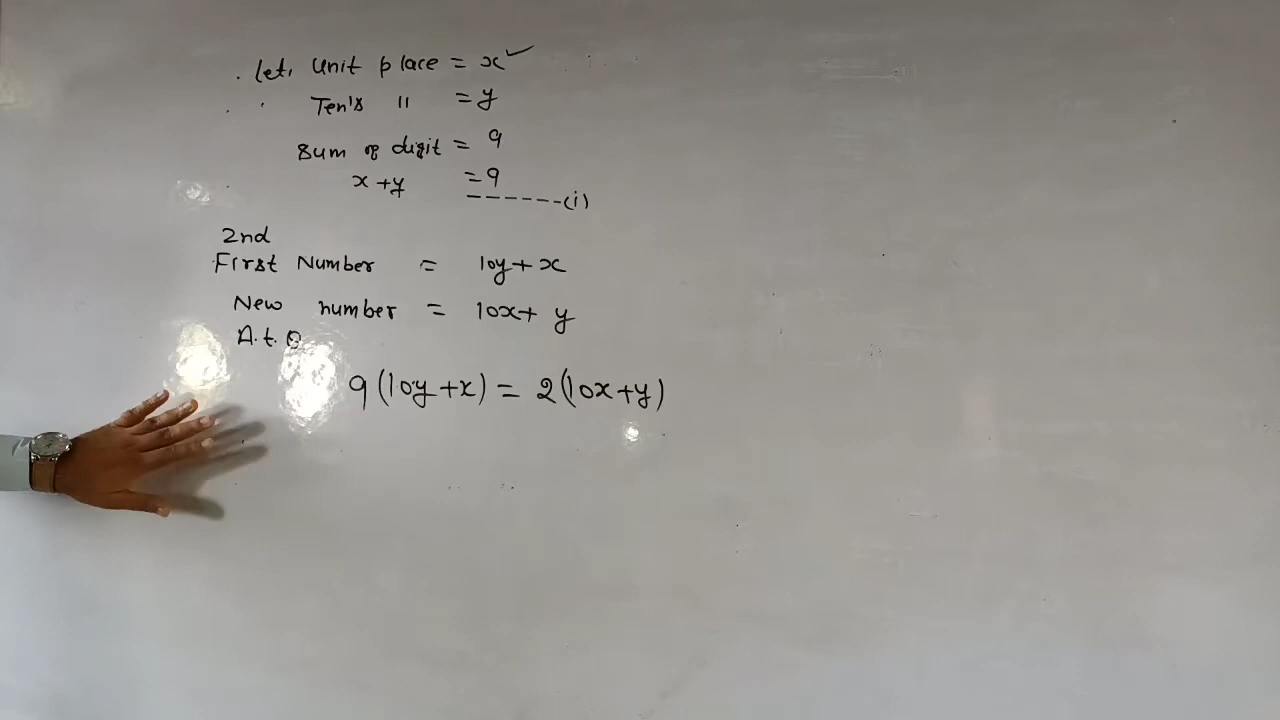 Let, Unit place = x ✓
Ten's 〃 = y
Sum of digit = 9
x + y = 9
------(i)
2nd
First Number = 10y + x
New number = 10x + y
A.t.Q
9(10y + x) = 2(10x + y)